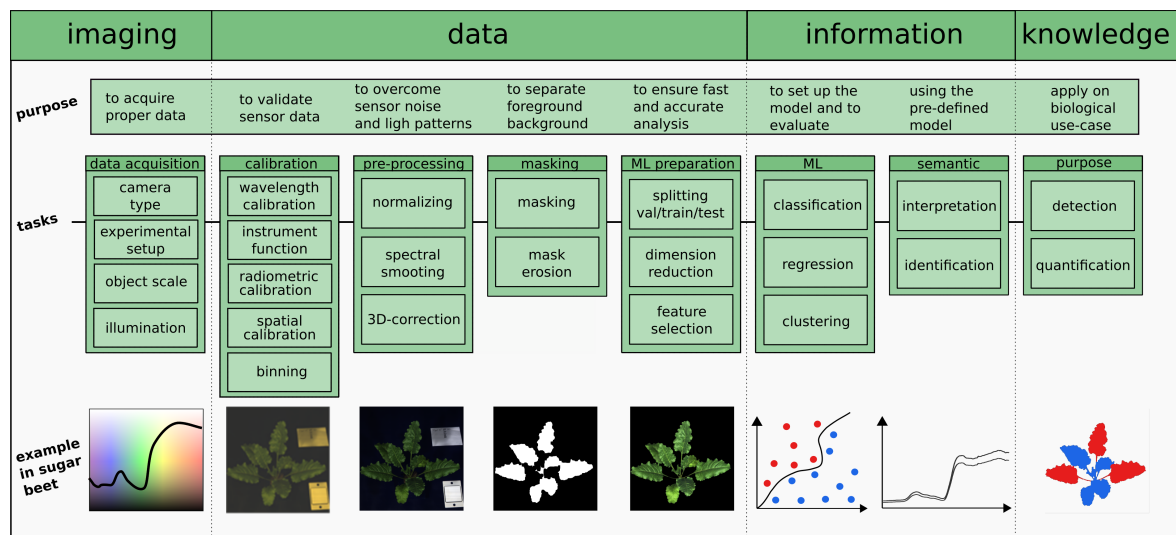 imaging
data
information
knowledge
purpose
to acquire
proper data
to validate
sensor data
to overcome
sensor noise
and ligh patterns
to separate
foreground
background
to ensure fast
and accurate
analysis
to set up the
model and to
evaluate
using the
pre-defined
model
apply on
biological
use-case
tasks
data acquisition
camera
type
experimental
setup
object scale
illumination
calibration
wavelength
calibration
instrument
function
radiometric
calibration
spatial
calibration
binning
pre-processing
normalizing
spectral
smooting
3D-correction
masking
masking
mask
erosion
ML preparation
splitting
val/train/test
dimension
reduction
feature
selection
ML
classification
regression
clustering
semantic
interpretation
identification
purpose
detection
quantification
example
in sugar
beet